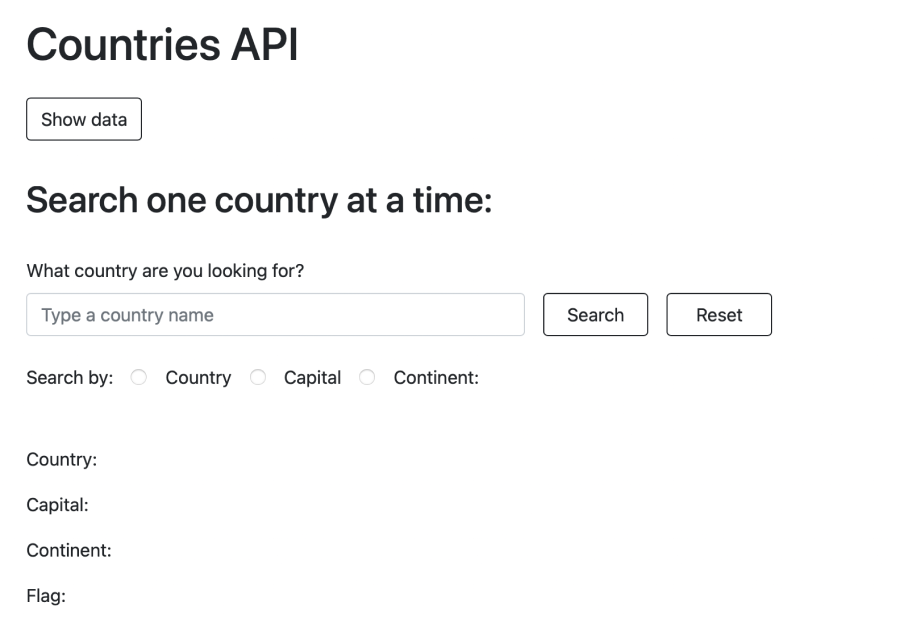 Countries API
Show data
Search one country at a time:
What country are you looking for?
Type a country name Search Reset
Search by: Country Capital Continent:
Country:
Capital:
Continent:
Flag: